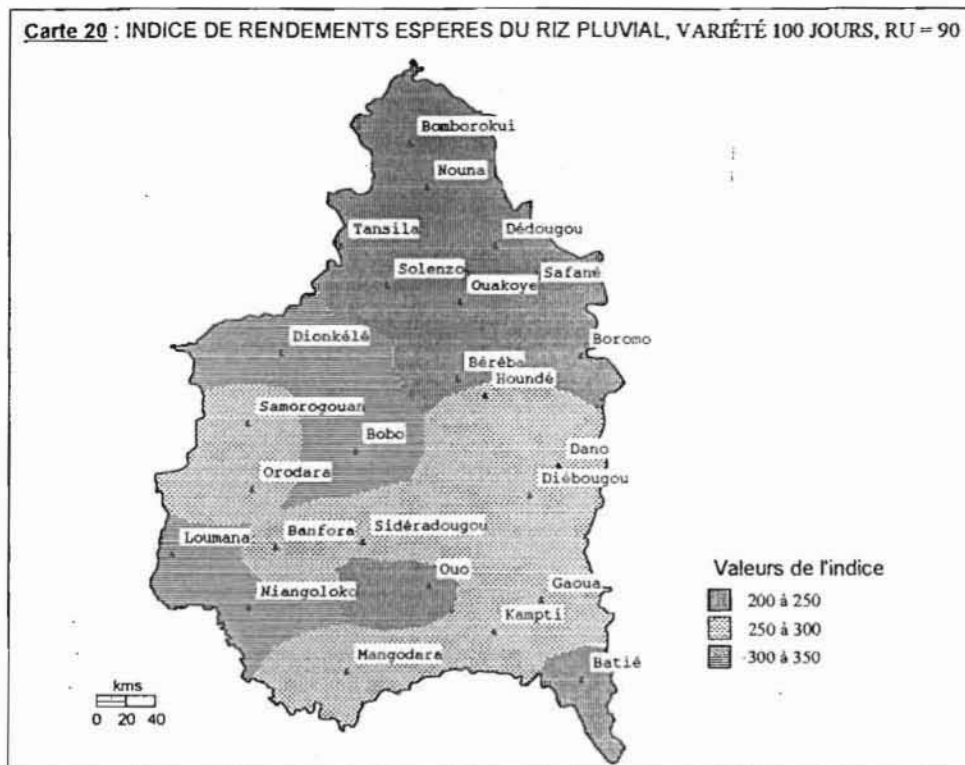 Carte 20 : INDICE DE RENDEMENTS ESPERES DU RIZ PLUVIAL, VARIÉTÉ 100 JOURS, RU = 90
Bomborokui
Nouna
Tansila
Dédougou
Solenzo
Safané
Ouakoye
Dionkélé
Boromo
Béréba
Houndé
Samorogouan
Bobo
Dano
Orodara
Diébougou
Loumana
Banfora
Sidéradougou
Ouo
Niangoloko
Gaoua
Kampti
Mangodara
Batié
Valeurs de l'indice
200 à 250
250 à 300
300 à 350
kms
0 20 40